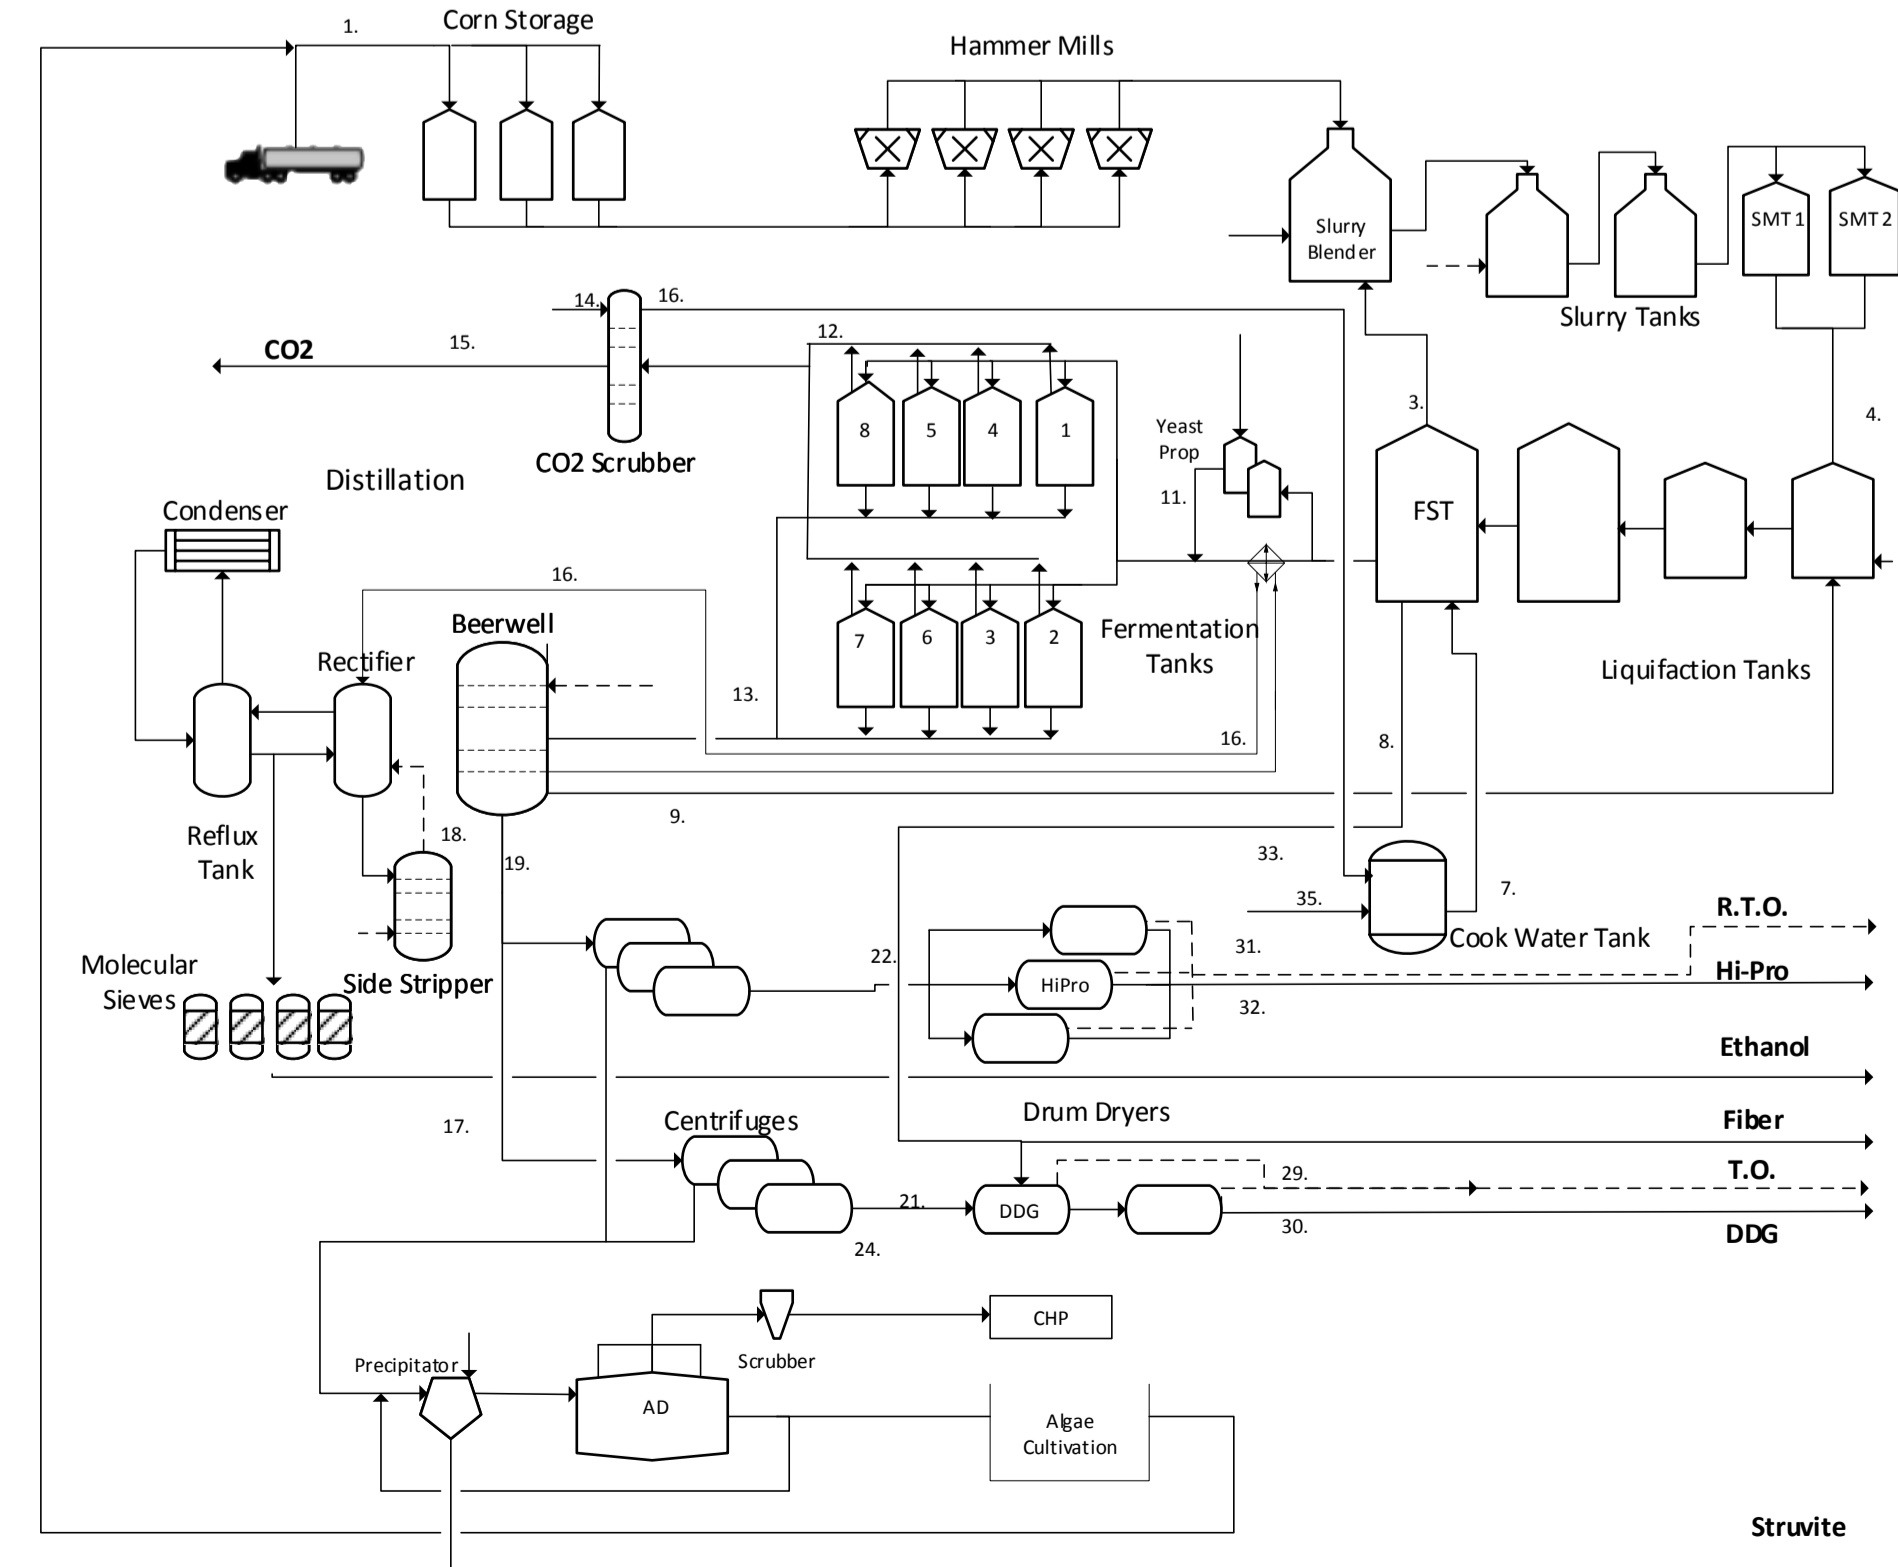 Corn Storage
1.
Hammer Mills
Slurry
Blender
SMT 1
SMT 2
Slurry Tanks
14.
16.
CO2
15.
12.
CO2 Scrubber
8
5
4
1
Yeast
Prop
11.
3.
4.
FST
Distillation
Condenser
16.
Beerwell
Rectifier
7
6
3
2
Fermentation
Tanks
Liquifaction Tanks
13.
16.
8.
9.
Reflux
Tank
18.
19.
33.
35.
7.
Cook Water Tank
R.T.O.
Molecular
Sieves
Side Stripper
22.
HiPro
31.
32.
Hi-Pro
Ethanol
17.
Centrifuges
Drum Dryers
Fiber
21.
DDG
29.
T.O.
24.
30.
DDG
Precipitator
Scrubber
CHP
AD
Algae
Cultivation
Struvite